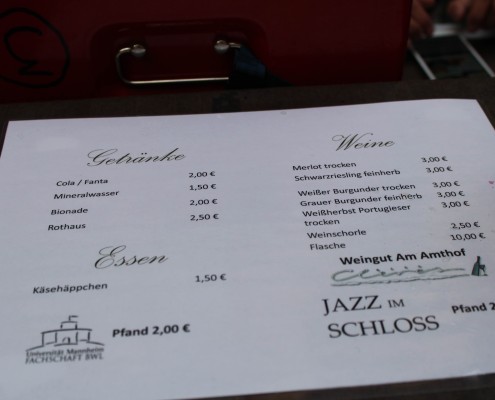 Getränke
Cola / Fanta 2,00 €
Mineralwasser 1,50 €
Bionade 2,00 €
Rothaus 2,50 €
Essen
Käsehäppchen 1,50 €
Pfand 2,00 €
Universität Mannheim
FACHSCHAFT BWL
Weine
Merlot trocken 3,00 €
Schwarzriesling feinherb 3,00 €
Weißer Burgunder trocken 3,00 €
Grauer Burgunder feinherb 3,00 €
Weißherbst Portugieser 3,00 €
trocken
Weinschorle 2,50 €
Flasche 10,00 €
Weingut Am Amthof
JAZZ IM
SCHLOSS
Pfand 2